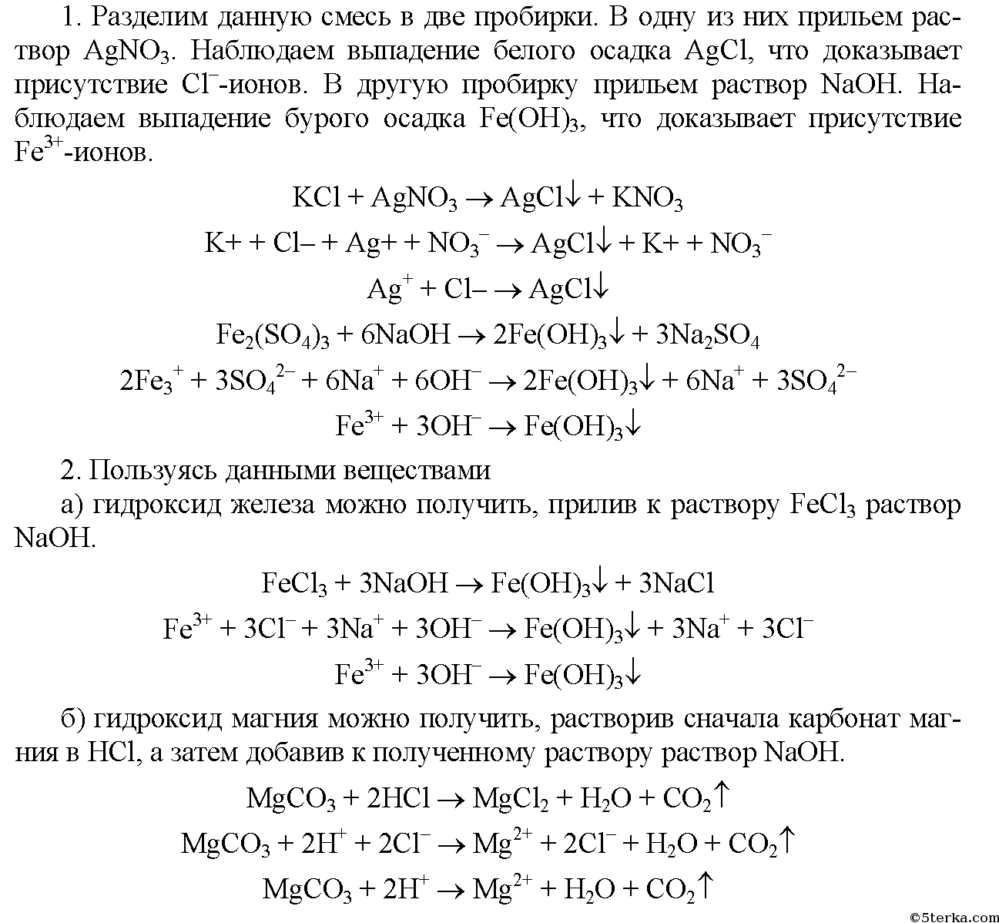 1. Разделим данную смесь в две пробирки. В одну из них прильем рас-
твор AgNO₃. Наблюдаем выпадение белого осадка AgCl, что доказывает
присутствие Cl⁻-ионов. В другую пробирку прильем раствор NaOH. На-
блюдаем выпадение бурого осадка Fe(OH)₃, что доказывает присутствие
Fe³⁺-ионов.
KCl + AgNO₃ → AgCl↓ + KNO₃
K+ + Cl– + Ag+ + NO₃⁻ → AgCl↓ + K+ + NO₃⁻
Ag⁺ + Cl– → AgCl↓
Fe₂(SO₄)₃ + 6NaOH → 2Fe(OH)₃↓ + 3Na₂SO₄
2Fe₃⁺ + 3SO₄²⁻ + 6Na⁺ + 6OH⁻ → 2Fe(OH)₃↓ + 6Na⁺ + 3SO₄²⁻
Fe³⁺ + 3OH⁻ → Fe(OH)₃↓
2. Пользуясь данными веществами
а) гидроксид железа можно получить, прилив к раствору FeCl₃ раствор
NaOH.
FeCl₃ + 3NaOH → Fe(OH)₃↓ + 3NaCl
Fe³⁺ + 3Cl⁻ + 3Na⁺ + 3OH⁻ → Fe(OH)₃↓ + 3Na⁺ + 3Cl⁻
Fe³⁺ + 3OH⁻ → Fe(OH)₃↓
б) гидроксид магния можно получить, растворив сначала карбонат маг-
ния в HCl, а затем добавив к полученному раствору раствор NaOH.
MgCO₃ + 2HCl → MgCl₂ + H₂O + CO₂↑
MgCO₃ + 2H⁺ + 2Cl⁻ → Mg²⁺ + 2Cl⁻ + H₂O + CO₂↑
MgCO₃ + 2H⁺ → Mg²⁺ + H₂O + CO₂↑
©5terka.com